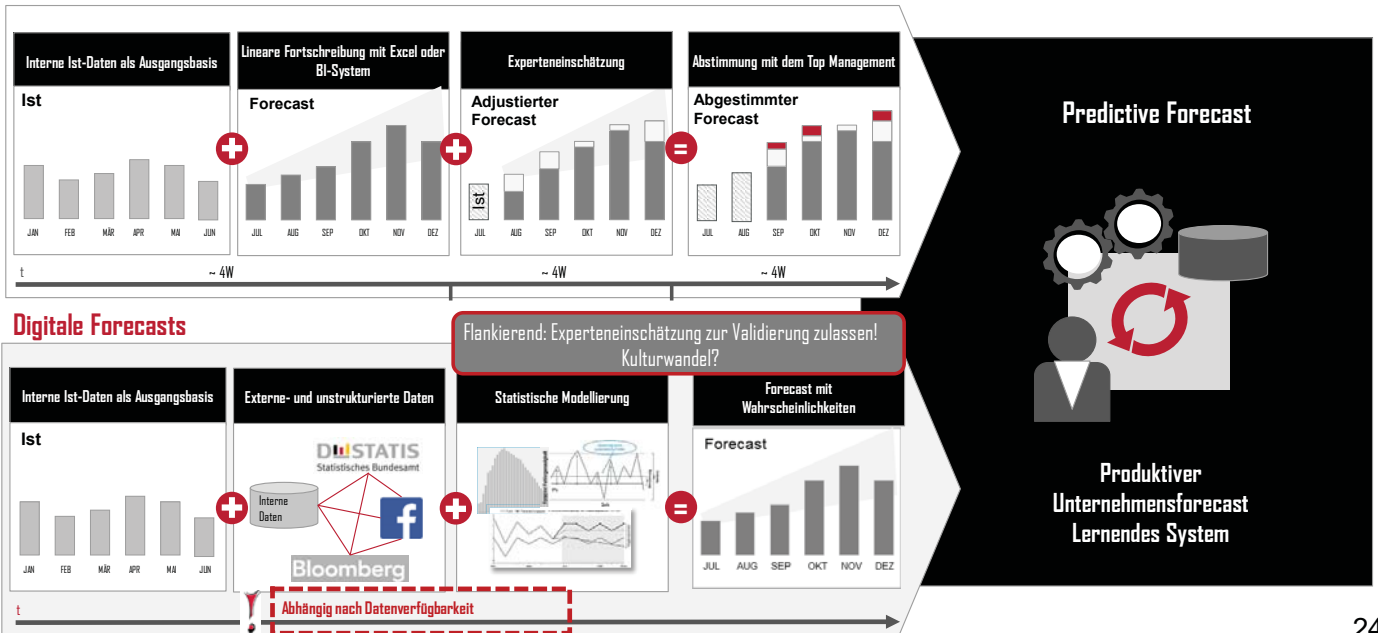 Interne Ist-Daten als Ausgangsbasis
Ist
JAN FEB MÄR APR MAI JUN
Lineare Fortschreibung mit Excel oder
BI-System
Forecast
JUL AUG SEP OKT NOV DEZ
Experteneinschätzung
Adjustierter
Forecast
Ist
JUL AUG SEP OKT NOV DEZ
Abstimmung mit dem Top Management
Abgestimmter
Forecast
JUL AUG SEP OKT NOV DEZ
t ~ 4W ~ 4W ~ 4W
Predictive Forecast
Produktiver
Unternehmensforecast
Lernendes System
Digitale Forecasts
Flankierend: Experteneinschätzung zur Validierung zulassen!
Kulturwandel?
Interne Ist-Daten als Ausgangsbasis
Ist
JAN FEB MÄR APR MAI JUN
Externe- und unstrukturierte Daten
DESTATIS
Statistisches Bundesamt
Interne
Daten
f
Bloomberg
Statistische Modellierung
Forecast mit
Wahrscheinlichkeiten
Forecast
JUL AUG SEP OKT NOV DEZ
t
! Abhängig nach Datenverfügbarkeit
24